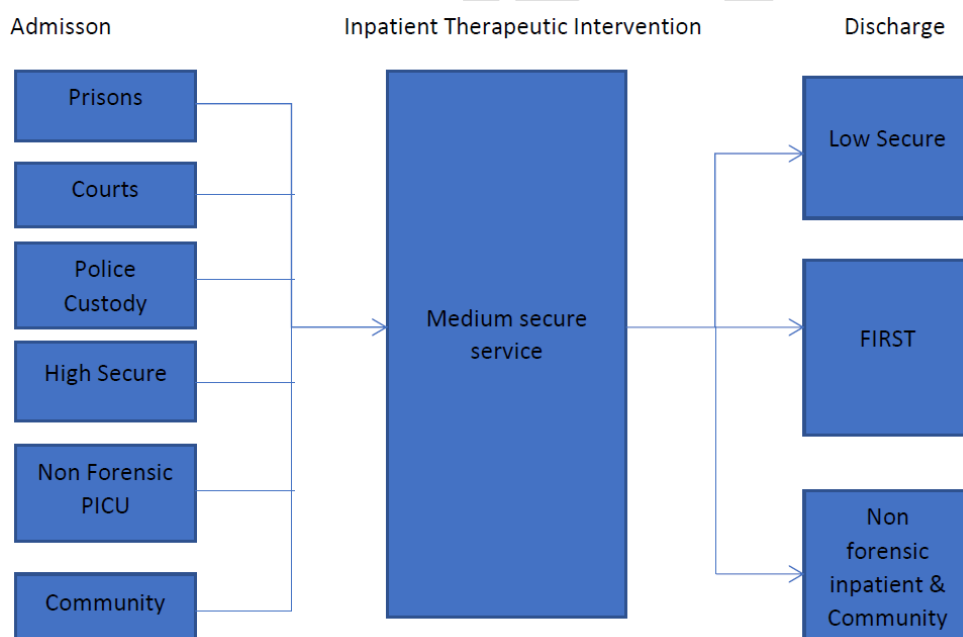 Admisson
Inpatient Therapeutic Intervention
Discharge
Prisons
Courts
Police
Custody
High Secure
Non Forensic
PICU
Community
Medium secure
service
Low Secure
FIRST
Non
forensic
inpatient &
Community